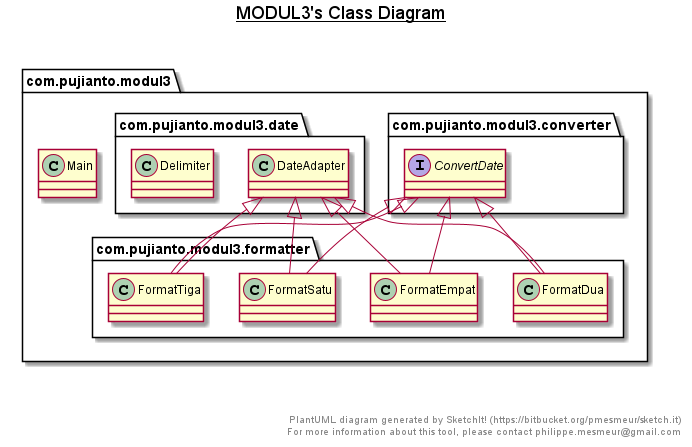 MODUL3's Class Diagram
com.pujianto.modul3
com.pujianto.modul3.date
com.pujianto.modul3.converter
C Main
C Delimiter
C DateAdapter
I ConvertDate
com.pujianto.modul3.formatter
C FormatTiga
C FormatSatu
C FormatEmpat
C FormatDua
PlantUML diagram generated by SketchIt! (https://bitbucket.org/pmesmeur/sketch.it)
For more information about this tool, please contact philippe.mesmeur@gmail.com